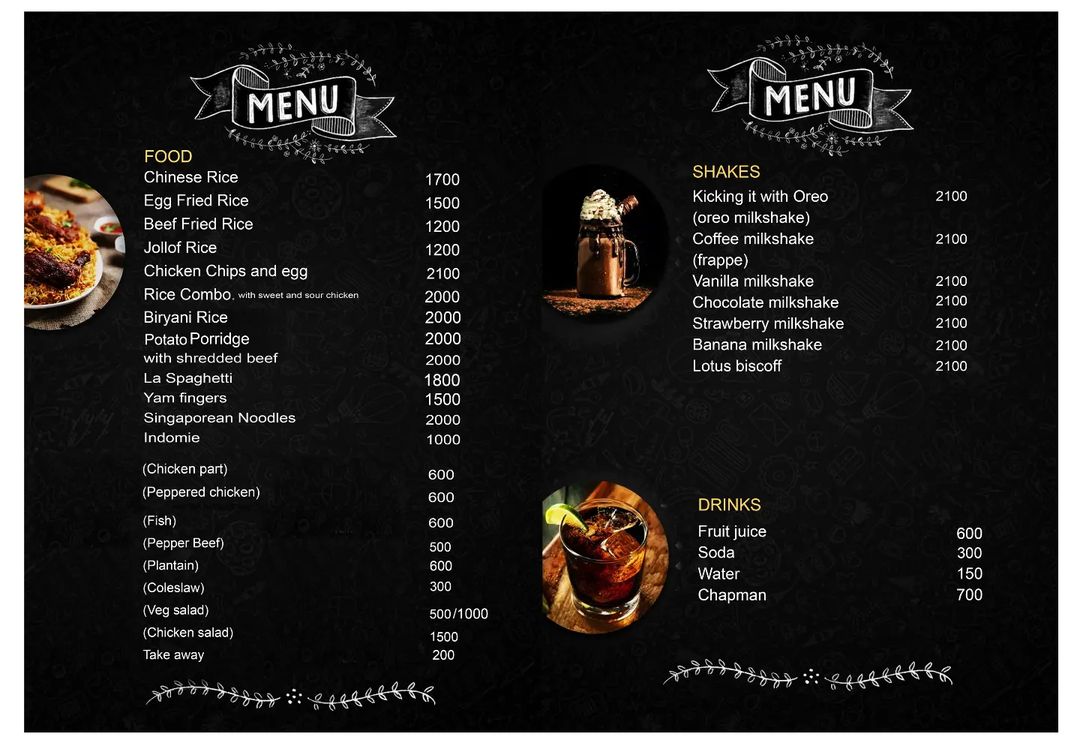 MENU
FOOD
Chinese Rice 1700
Egg Fried Rice 1500
Beef Fried Rice 1200
Jollof Rice 1200
Chicken Chips and egg 2100
Rice Combo. with sweet and sour chicken 2000
Biryani Rice 2000
Potato Porridge 2000
with shredded beef 2000
La Spaghetti 1800
Yam fingers 1500
Singaporean Noodles 2000
Indomie 1000
(Chicken part) 600
(Peppered chicken) 600
(Fish) 600
(Pepper Beef) 500
(Plantain) 600
(Coleslaw) 300
(Veg salad) 500/1000
(Chicken salad) 1500
Take away 200
MENU
SHAKES
Kicking it with Oreo 2100
(oreo milkshake)
Coffee milkshake 2100
(frappe)
Vanilla milkshake 2100
Chocolate milkshake 2100
Strawberry milkshake 2100
Banana milkshake 2100
Lotus biscoff 2100
DRINKS
Fruit juice 600
Soda 300
Water 150
Chapman 700